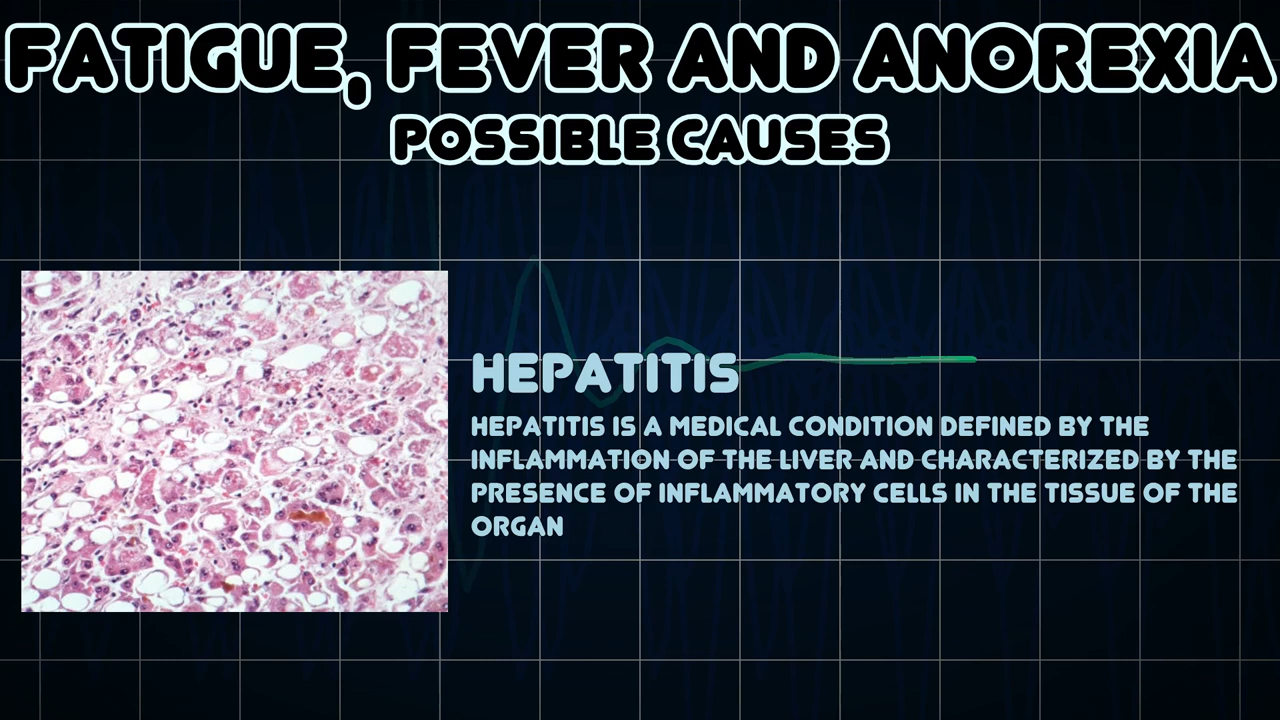 FATIGUE, FEVER AND ANOREXIA
POSSIBLE CAUSES
HEPATITIS
HEPATITIS IS A MEDICAL CONDITION DEFINED BY THE
INFLAMMATION OF THE LIVER AND CHARACTERIZED BY THE
PRESENCE OF INFLAMMATORY CELLS IN THE TISSUE OF THE
ORGAN